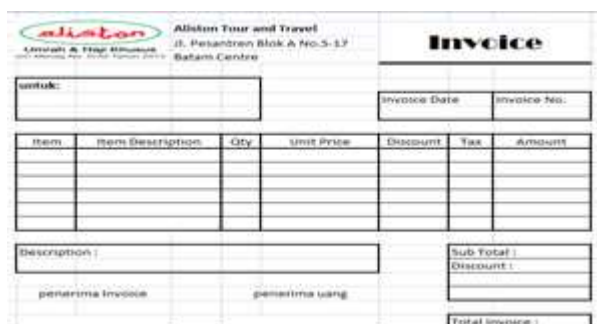 aliston
Umrah & Haji Khusus
Aliston Tour and Travel
Jl. Pesantren Blok A No.5-17
Batam Centre
Invoice
untuk:
Invoice Date
Invoice No.
Item Item Description Qty Unit Price Discount Tax Amount
Description :
Sub Total :
Discount :
penerima Invoice penerima uang
Total Invoice :